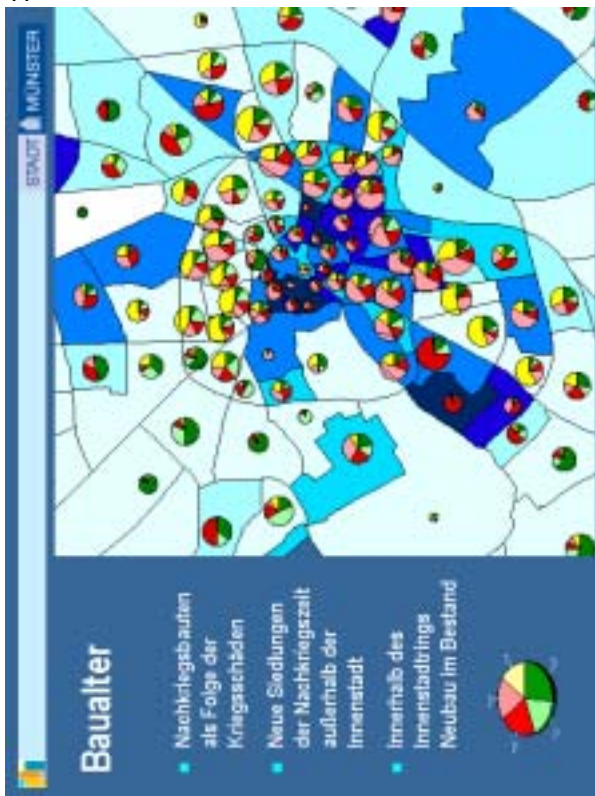 STADT MÜNSTER
Baualter
Nachkriegsbauten
als Folge der
Kriegsschäden
Neue Siedlungen
der Nachkriegszeit
außerhalb der
Innenstadt
Innerhalb des
Innenstadtrings
Neubau im Bestand